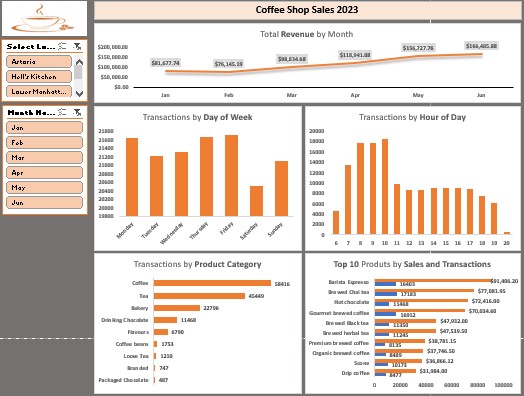 Coffee Shop Sales 2023
Select Lo...
Astoria
Hell's Kitchen
Lower Manhatt...
Month Na...
Jan
Feb
Mar
Apr
May
Jun
Total Revenue by Month
$200,000.00
$150,000.00
$100,000.00
$50,000.00
$0.00
$81,677.74
$76,145.19
$98,834.68
$118,941.08
$156,727.76
$166,485.88
Jan Feb Mar Apr May Jun
Transactions by Day of Week
21800
21600
21400
21200
21000
20800
20600
20400
20200
20000
19800
Monday Tuesday Wednesday Thursday Friday Saturday Sunday
Transactions by Hour of Day
20000
18000
16000
14000
12000
10000
8000
6000
4000
2000
0
6 7 8 9 10 11 12 13 14 15 16 17 18 19 20
Transactions by Product Category
Coffee 58416
Tea 45449
Bakery 22796
Drinking Chocolate 11468
Flavours 6790
Coffee beans 1753
Loose Tea 1210
Branded 747
Packaged Chocolate 487
Top 10 Produts by Sales and Transactions
Barista Espresso $91,406.20
16403
Brewed Chai tea $77,081.95
17183
Hot chocolate $72,416.00
11468
Gourmet brewed coffee $70,034.60
16912
Brewed Black tea $47,932.00
11350
Brewed herbal tea $47,539.50
11245
Premium brewed coffee $38,781.15
8135
Organic brewed coffee $37,746.50
8489
Scone $36,866.12
10173
Drip coffee $31,984.00
8477
0 20000 40000 60000 80000 100000